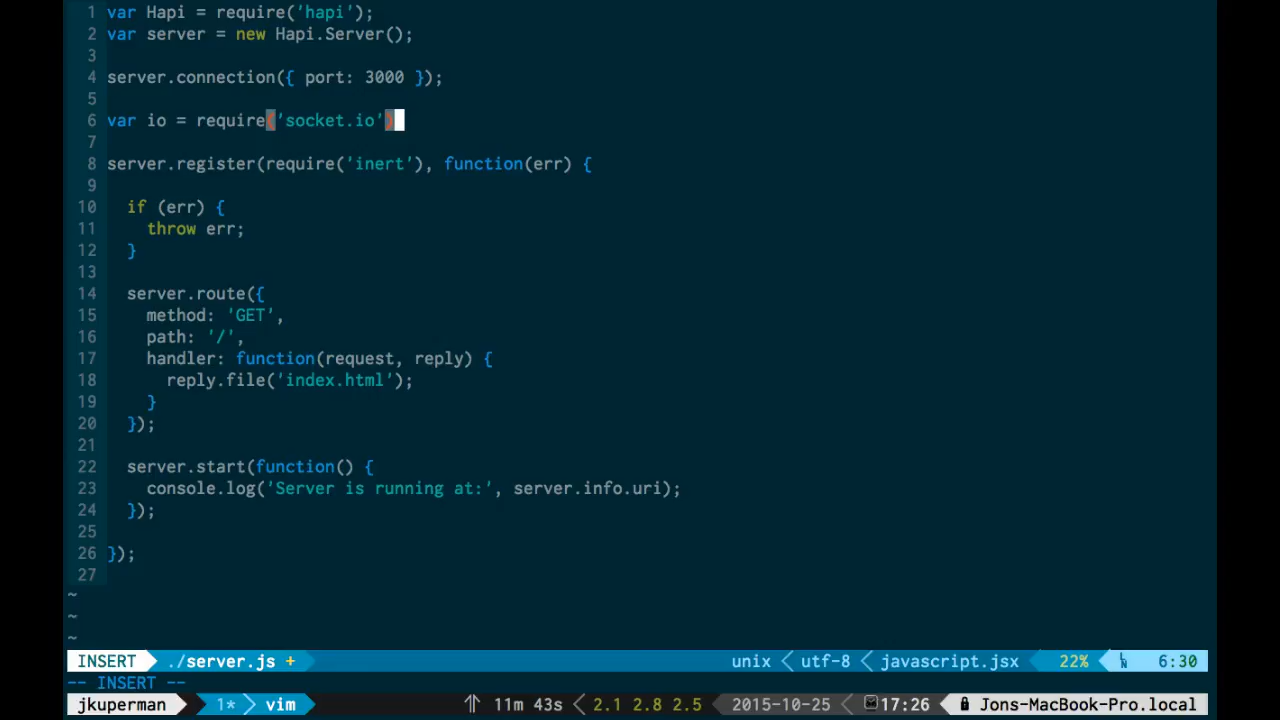 1 var Hapi = require('hapi');
2 var server = new Hapi.Server();
3
4 server.connection({ port: 3000 });
5
6 var io = require('socket.io')
7
8 server.register(require('inert'), function(err) {
9
10   if (err) {
11     throw err;
12   }
13
14   server.route({
15     method: 'GET',
16     path: '/',
17     handler: function(request, reply) {
18       reply.file('index.html');
19     }
20   });
21
22   server.start(function() {
23     console.log('Server is running at:', server.info.uri);
24   });
25
26 });
27
~
~
~
INSERT ./server.js + unix utf-8 javascript.jsx 22% 6:30
-- INSERT --
jkuperman 1* vim 11m 43s 2.1 2.8 2.5 2015-10-25 17:26 Jons-MacBook-Pro.local